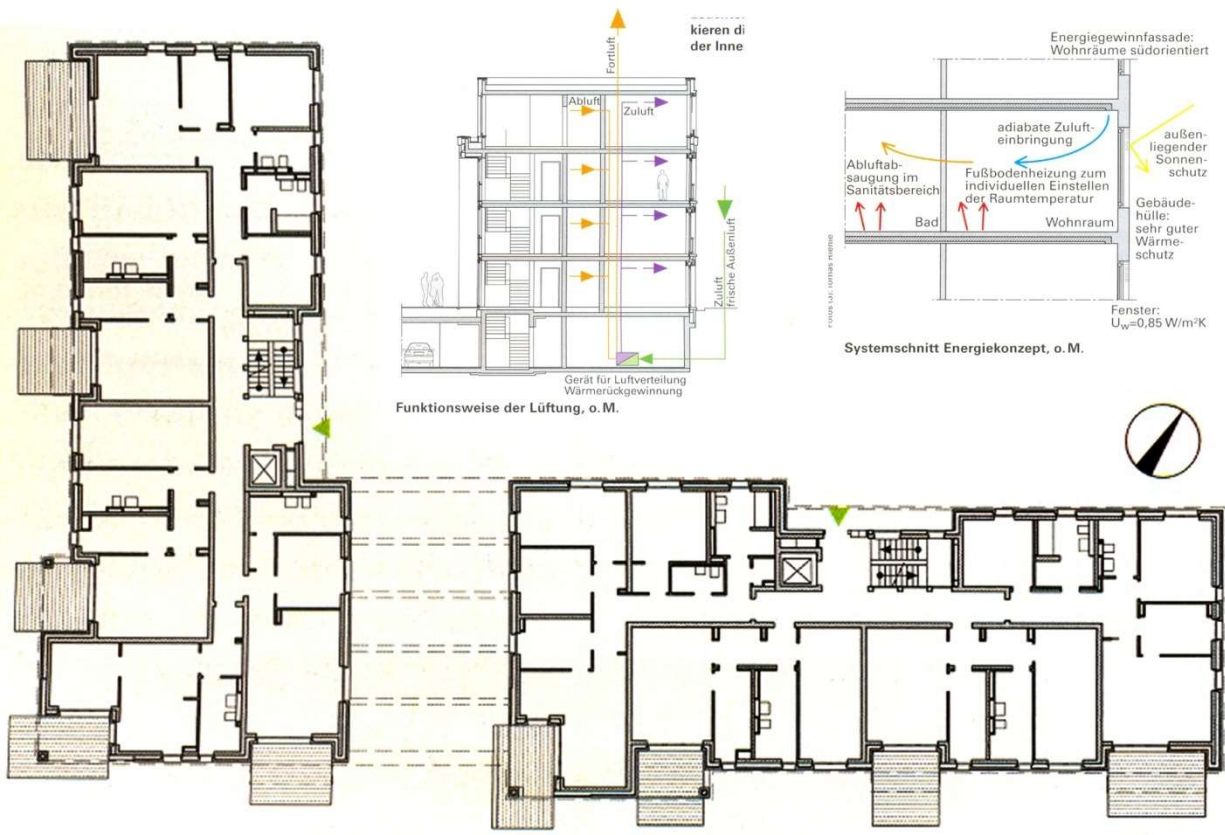 kieren di
der Inne
Fortluft
Abluft
Zuluft
Zuluft
frische Außenluft
Gerät für Luftverteilung
Wärmerückgewinnung
Funktionsweise der Lüftung, o. M.
Energiegewinnfassade:
Wohnräume südorientiert
adiabate Zuluft-
einbringung
außen-
liegender
Sonnen-
schutz
Abluftab-
saugung im
Sanitätsbereich
Fußbodenheizung zum
individuellen Einstellen
der Raumtemperatur
Bad
Wohnraum
Gebäude-
hülle:
sehr guter
Wärme-
schutz
Fenster:
Uw=0,85 W/m²K
Systemschnitt Energiekonzept, o. M.